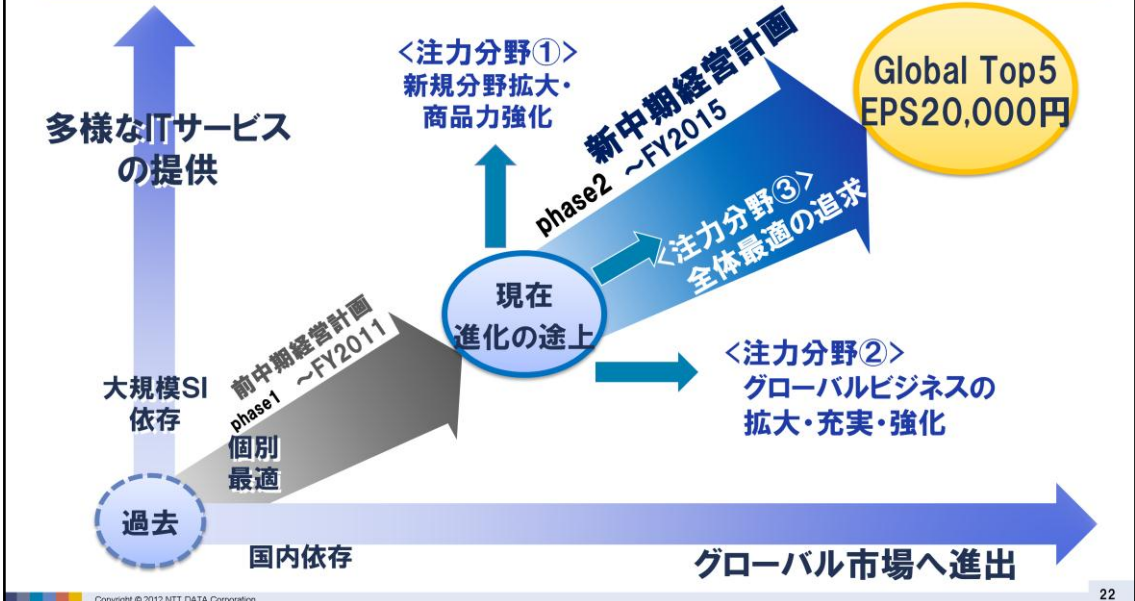 <注力分野①>
新規分野拡大・
商品力強化
新中期経営計画
phase2 ～FY2015
Global Top5
EPS20,000円
多様なITサービス
の提供
<注力分野③>
全体最適の追求
現在
進化の途上
前中期経営計画
phase1 ～FY2011
<注力分野②>
グローバルビジネスの
拡大・充実・強化
大規模SI
依存
個別
最適
過去
国内依存
グローバル市場へ進出
Copyright © 2012 NTT DATA Corporation
22